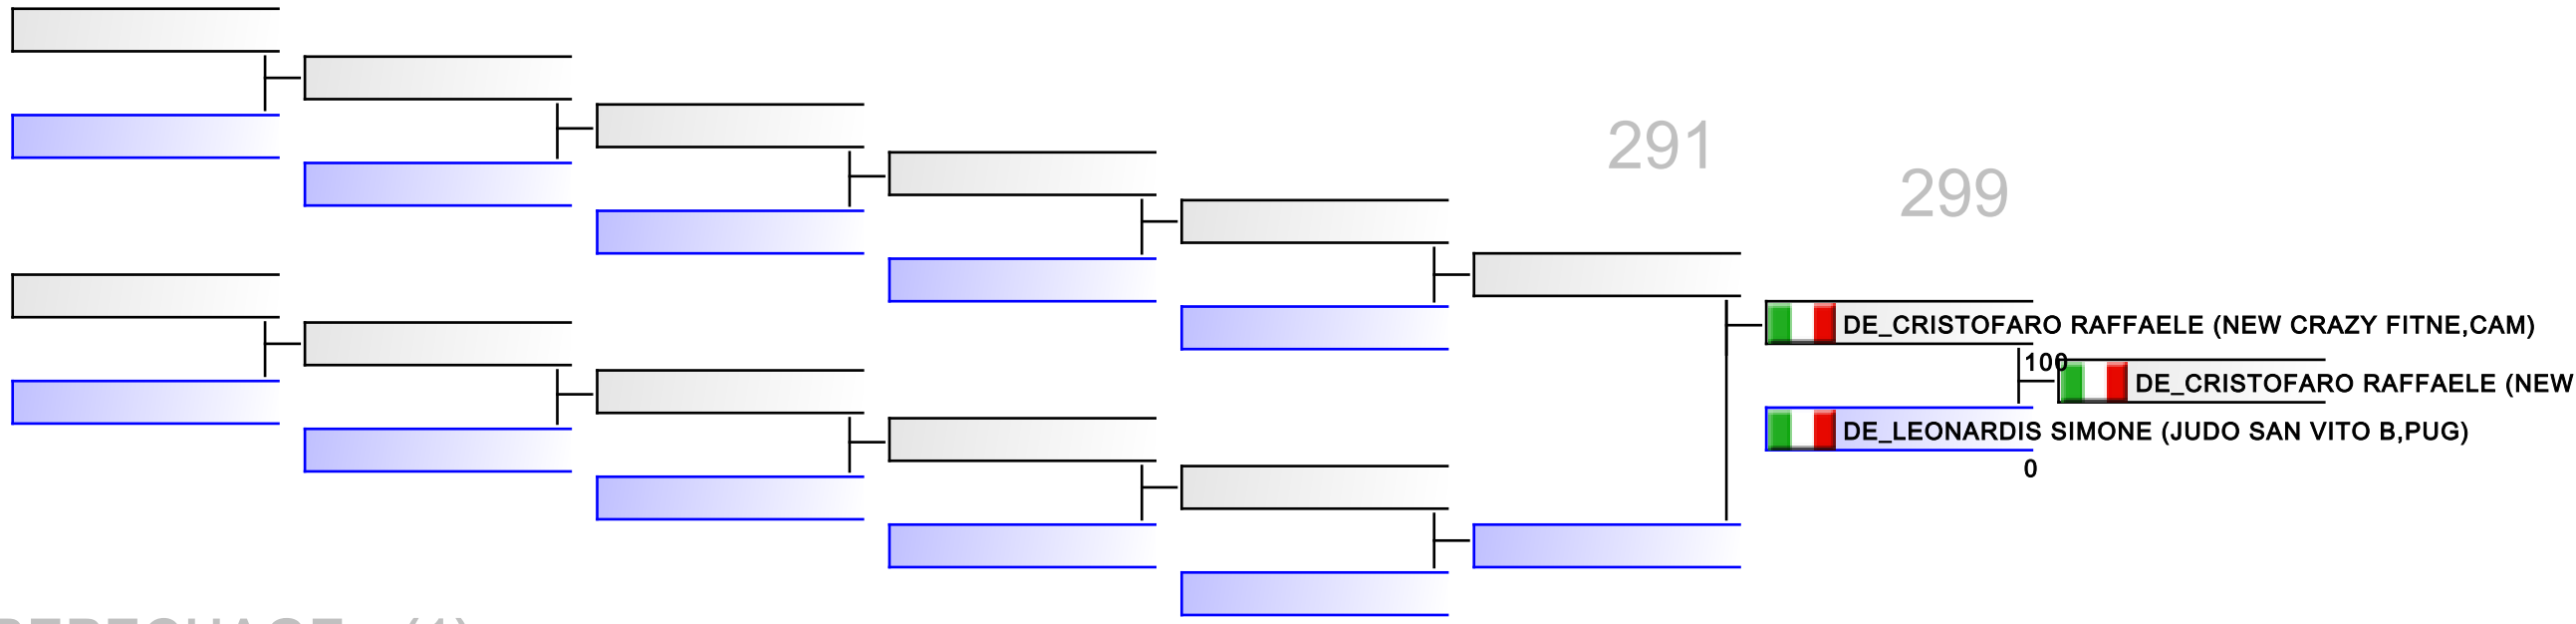 291
299
DE_CRISTOFARO RAFFAELE (NEW CRAZY FITNE,CAM)
100
DE_CRISTOFARO RAFFAELE (NEW
DE_LEONARDIS SIMONE (JUDO SAN VITO B,PUG)
0